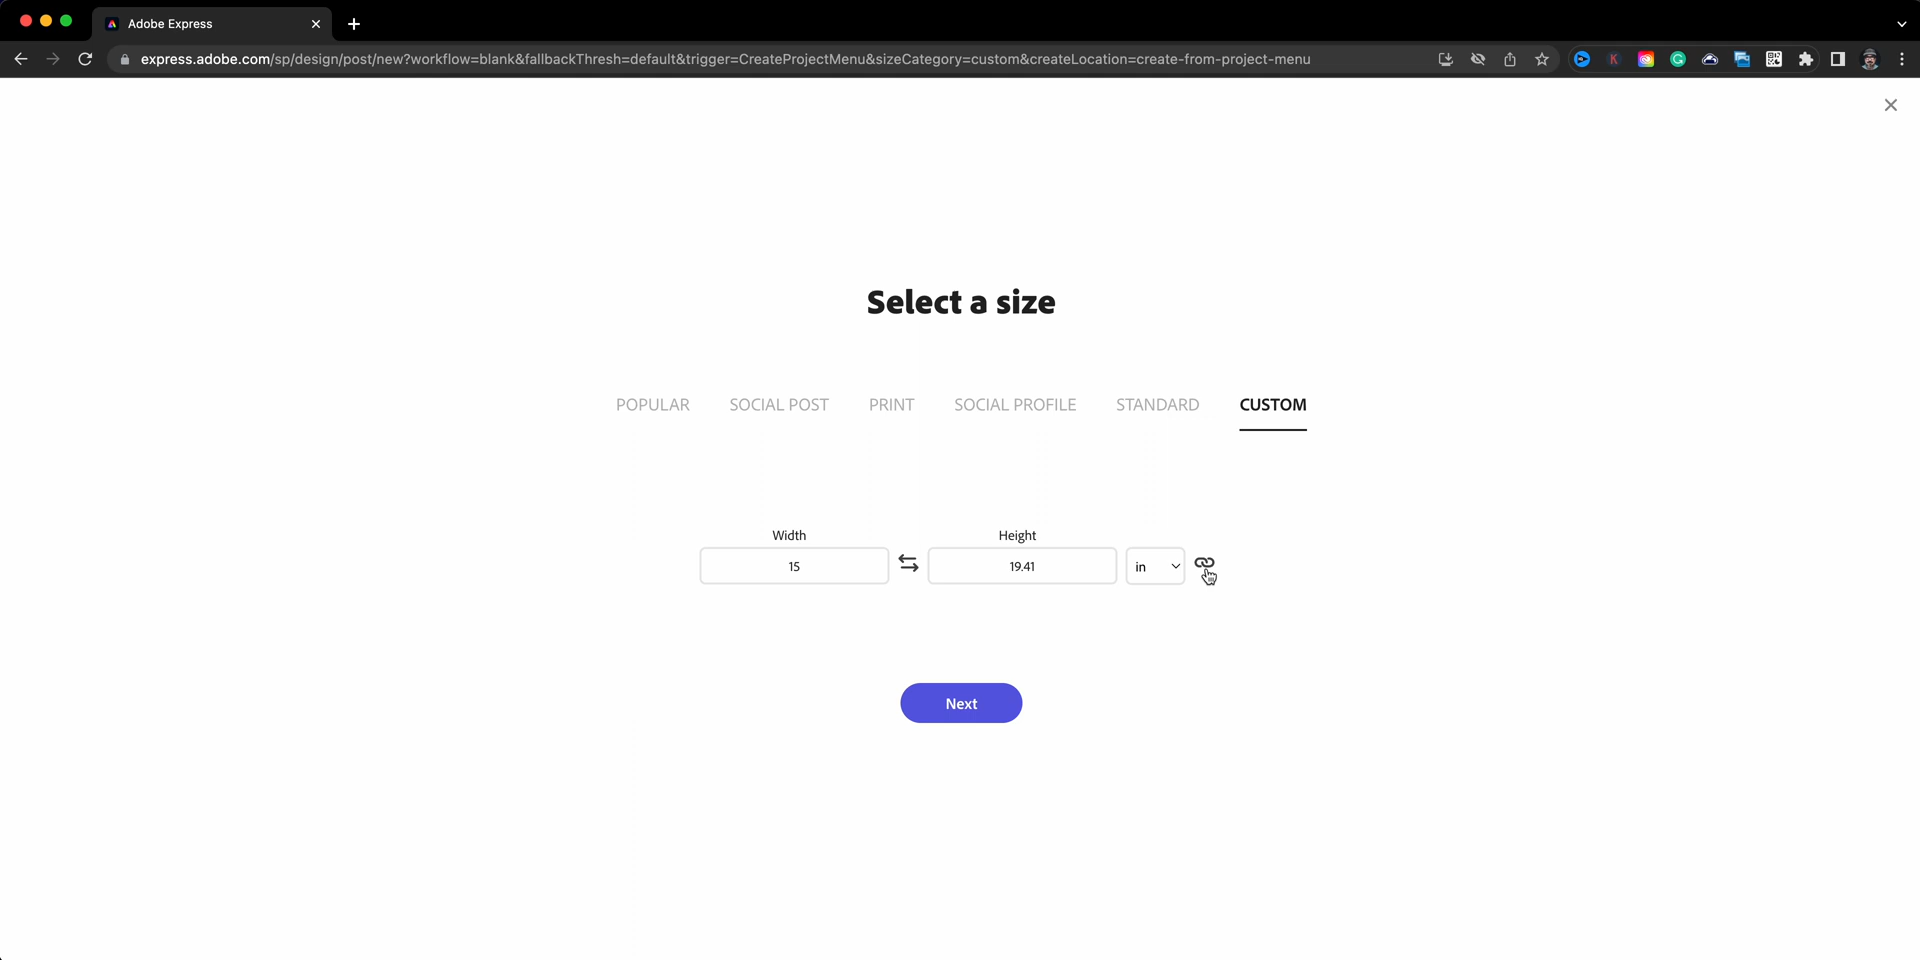 Adobe Express
express.adobe.com/sp/design/post/new?workflow=blank&fallbackThresh=default&trigger=CreateProjectMenu&sizeCategory=custom&createLocation=create-from-project-menu
K
Select a size
POPULAR SOCIAL POST PRINT SOCIAL PROFILE STANDARD CUSTOM
Width Height
15 19.41 in
Next